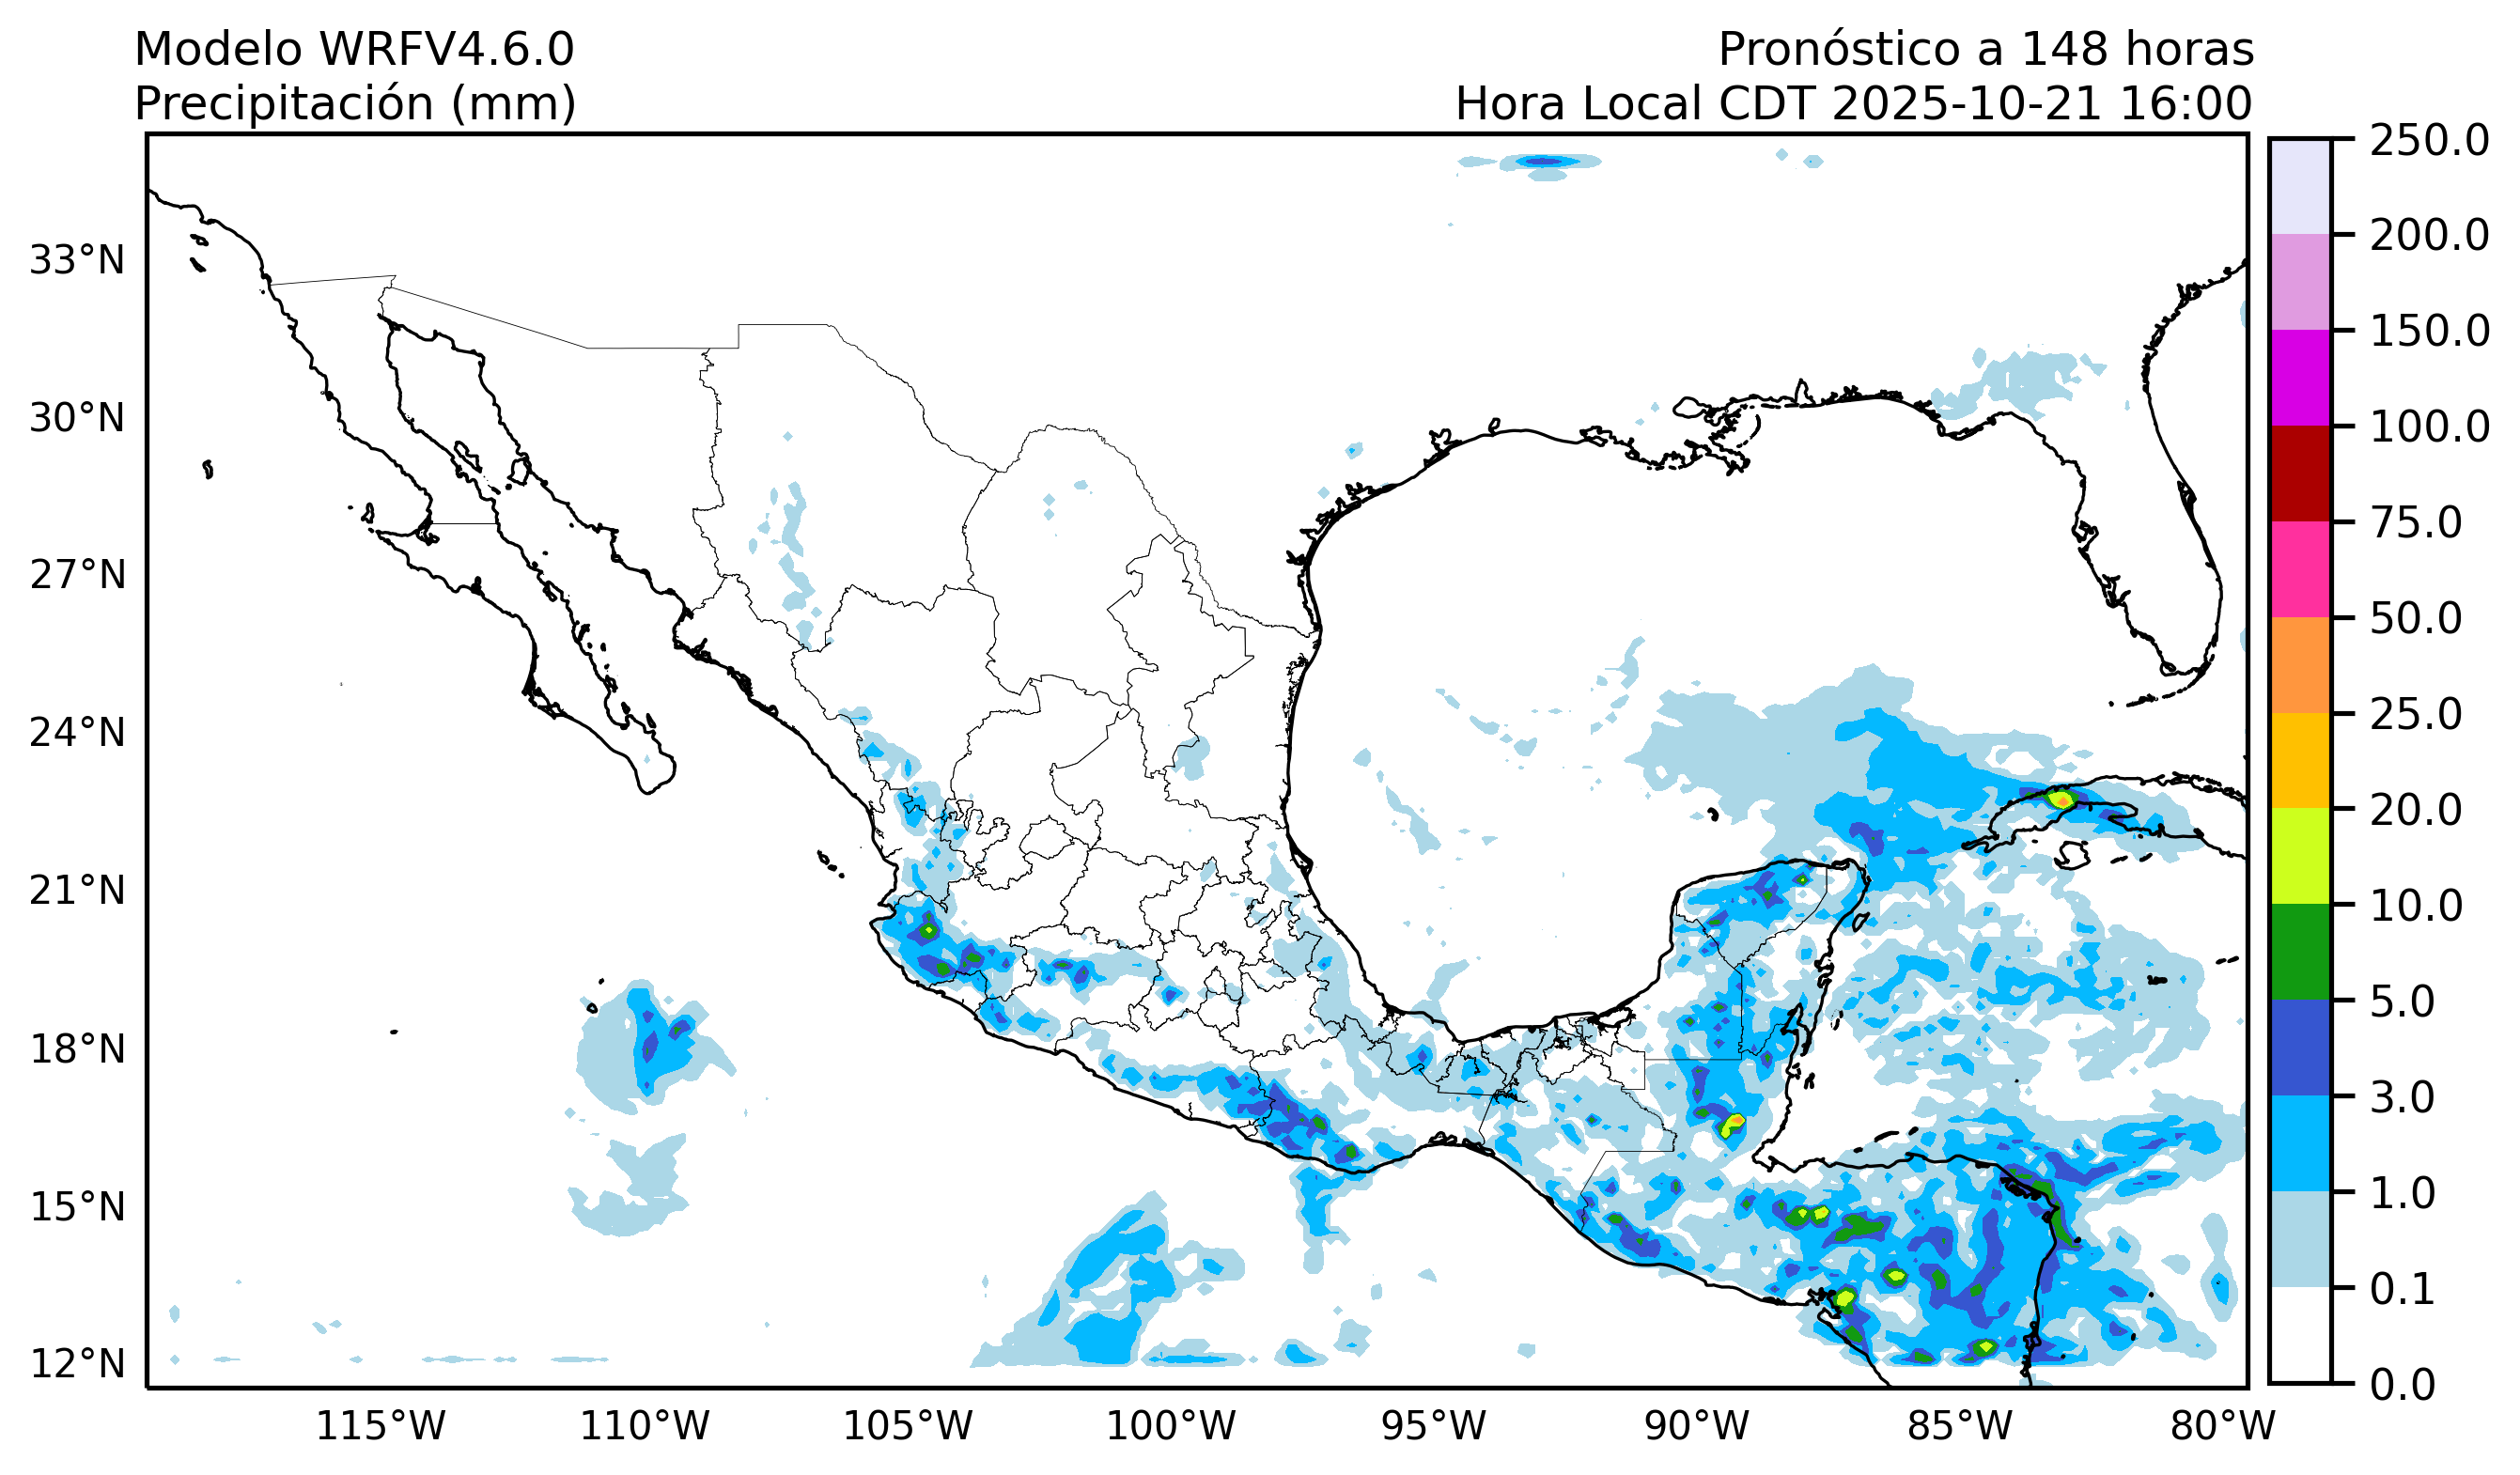 Modelo WRFV4.6.0
Precipitación (mm)
Pronóstico a 148 horas
Hora Local CDT 2025-10-21 16:00
33°N
30°N
27°N
24°N
21°N
18°N
15°N
12°N
115°W
110°W
105°W
100°W
95°W
90°W
85°W
80°W
250.0
200.0
150.0
100.0
75.0
50.0
25.0
20.0
10.0
5.0
3.0
1.0
0.1
0.0